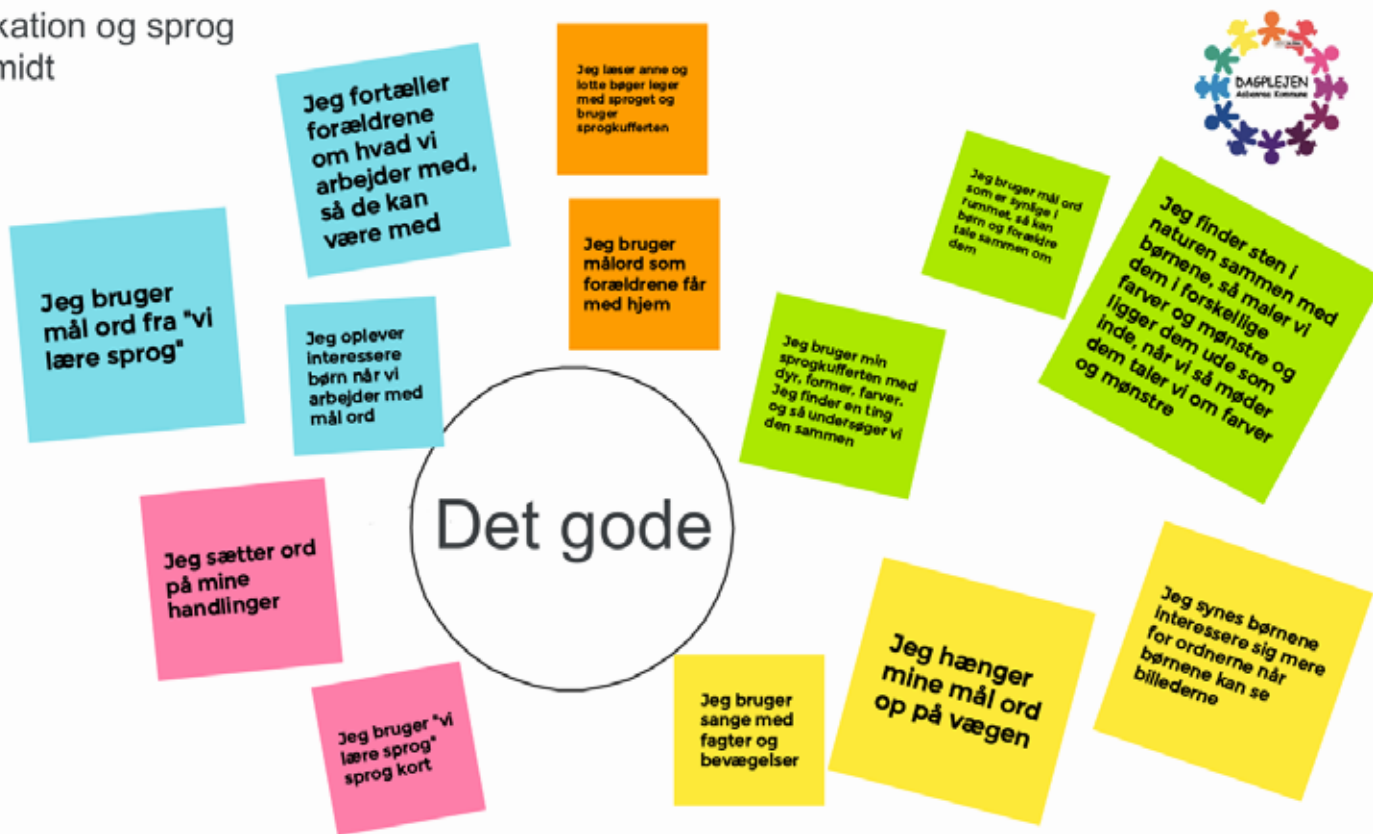 kation og sprog
midt
DAGPLEJEN
Aabenraa Kommune
Jeg fortæller
forældrene
om hvad vi
arbejder med,
så de kan
være med
Jeg læser anne og
lotte bøger leger
med sproget og
bruger
sprogkufferten
Jeg bruger
mål ord fra "vi
lære sprog"
Jeg oplever
interessere
børn når vi
arbejder med
mål ord
Jeg bruger
målord som
forældrene får
med hjem
Jeg bruger mål ord
som er synlige i
rummet, så kan
børn og forældre
tale sammen om
dem
Jeg finder sten i
naturen sammen med
børnene, så maler vi
dem i forskellige
farver og mønstre og
ligger dem ude som
inde, når vi så møder
dem taler vi om farver
og mønstre
Jeg bruger min
sprogkufferten med
dyr, former, farver.
Jeg finder en ting
og så undersøger vi
den sammen
Det gode
Jeg sætter ord
på mine
handlinger
Jeg bruger "vi
lære sprog"
sprog kort
Jeg bruger
sange med
fagter og
bevægelser
Jeg hænger
mine mål ord
op på vægen
Jeg synes børnene
interessere sig mere
for ordnerne når
børnene kan se
billederne